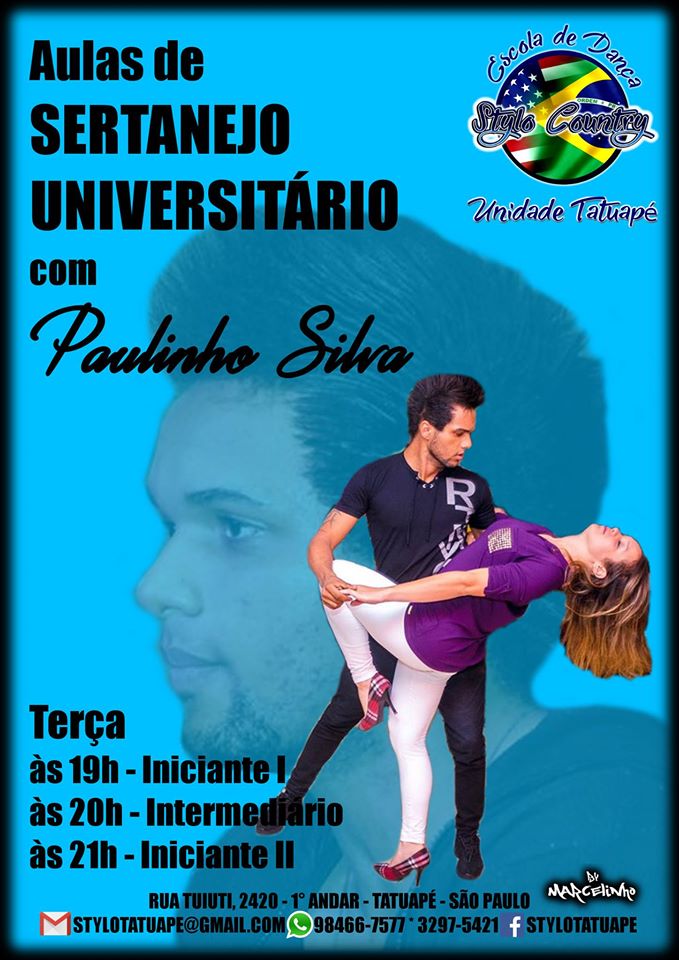 Aulas de
SERTANEJO
UNIVERSITÁRIO
com
Paulinho Silva
Escola de Dança
ORDEM E P
Stylo Country
Unidade Tatuapé
Terça
às 19h - Iniciante I
às 20h - Intermediário
às 21h - Iniciante II
by
MARCELINHO
RUA TUIUTI, 2420 - 1° ANDAR - TATUAPÉ - SÃO PAULO
STYLOTATUAPE@GMAIL.COM 98466-7577 * 3297-5421 f STYLOTATUAPE